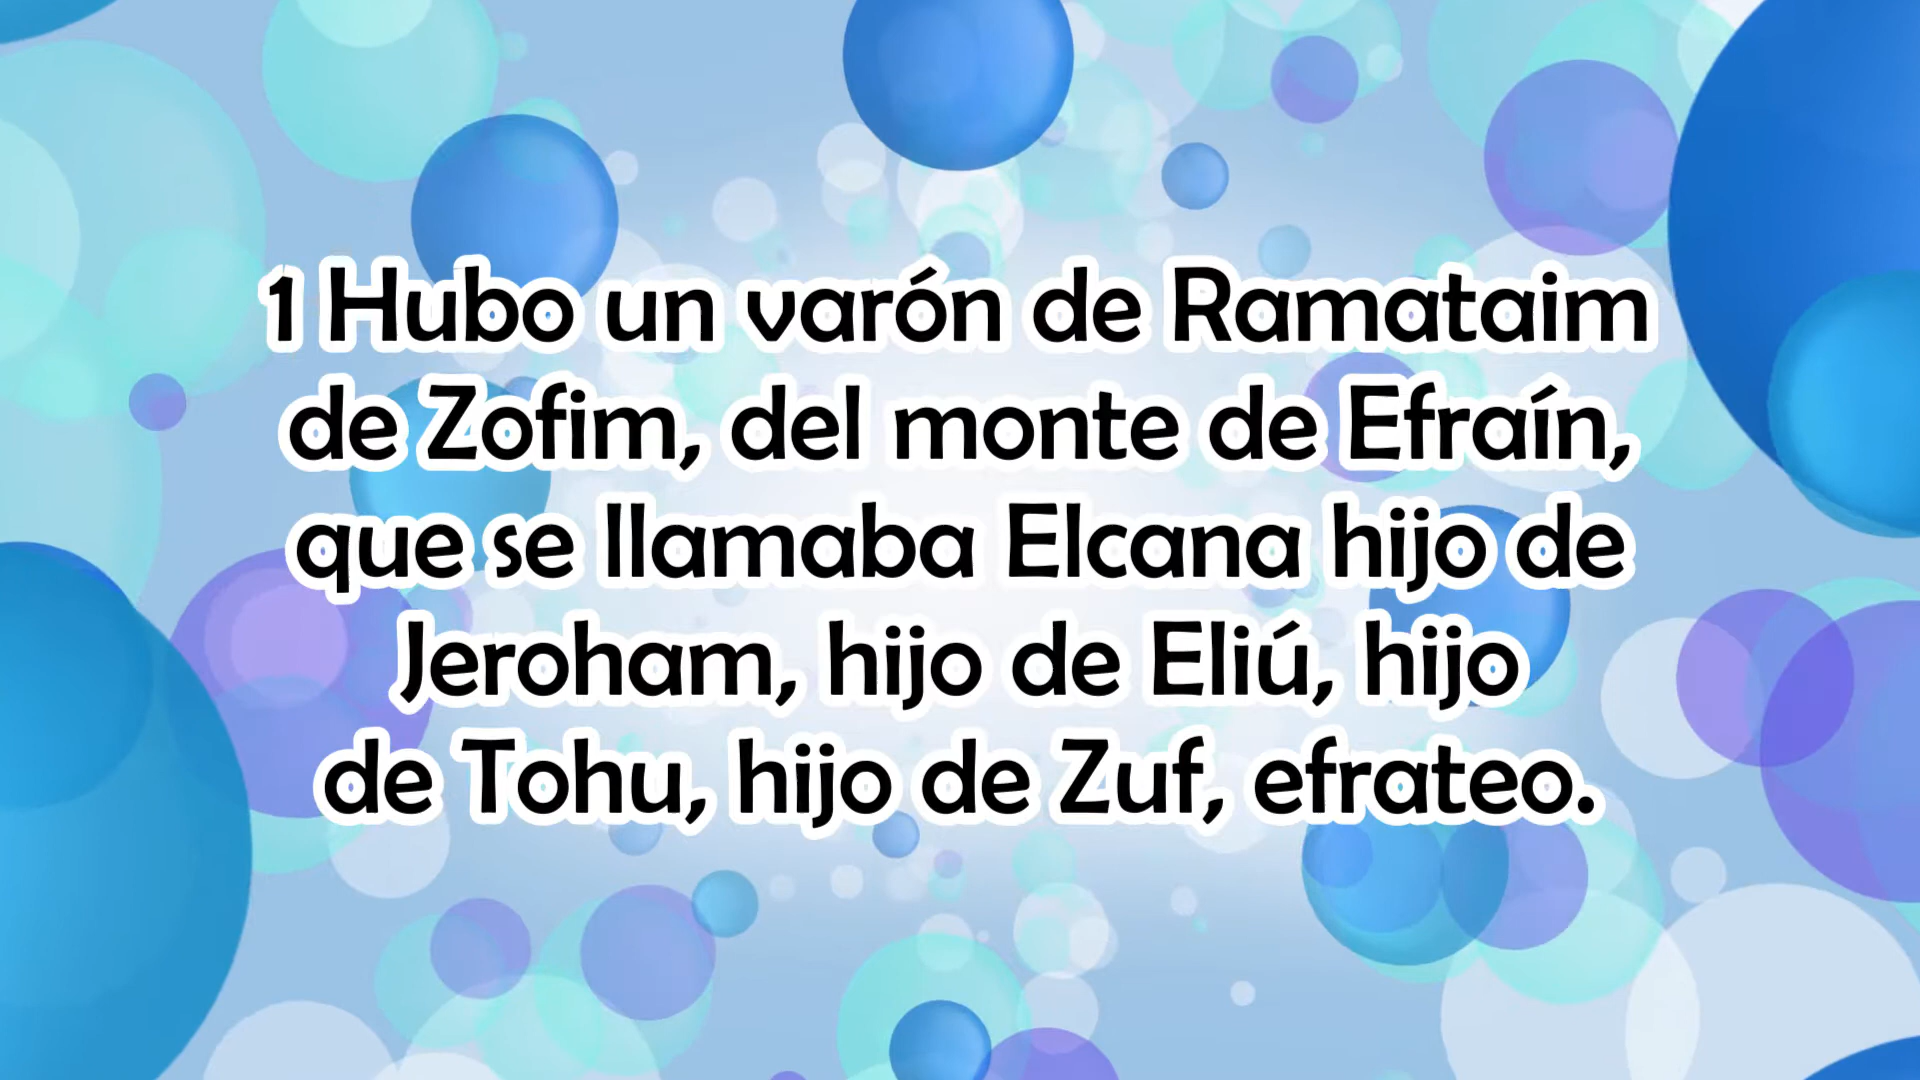 1 Hubo un varón de Ramataim
de Zofim, del monte de Efraín,
que se llamaba Elcana hijo de
Jeroham, hijo de Eliú, hijo
de Tohu, hijo de Zuf, efrateo.